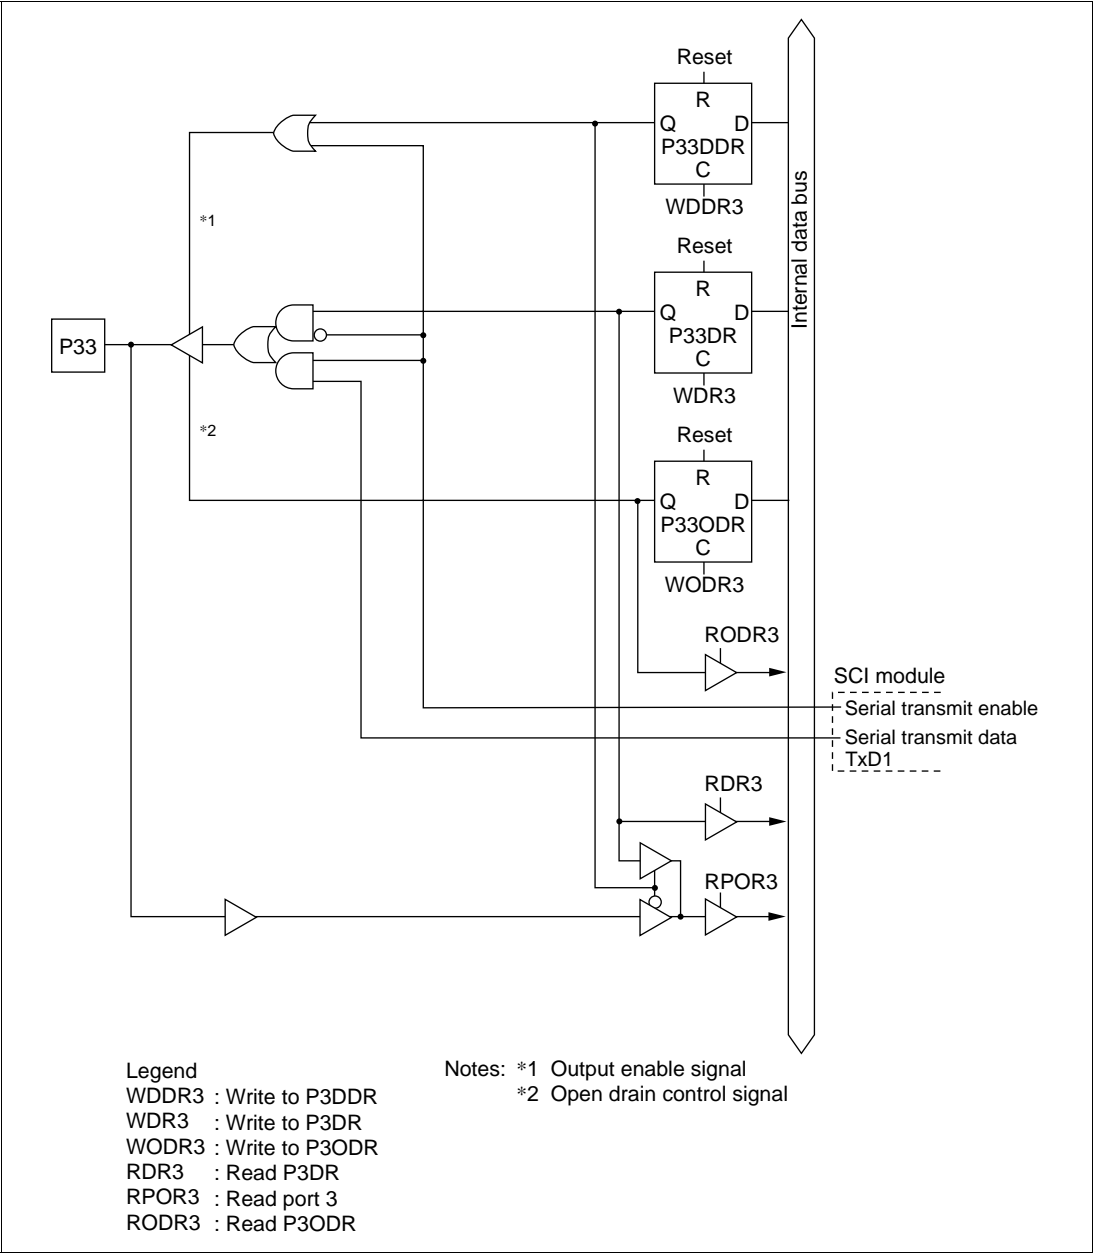 Reset
R
Q D
P33DDR
C
WDDR3
*1
Reset
R
Q D
P33DR
C
WDR3
Internal data bus
P33
*2
Reset
R
Q D
P33ODR
C
WODR3
RODR3
SCI module
Serial transmit enable
Serial transmit data
TxD1
RDR3
RPOR3
Legend
WDDR3 : Write to P3DDR
WDR3 : Write to P3DR
WODR3 : Write to P3ODR
RDR3 : Read P3DR
RPOR3 : Read port 3
RODR3 : Read P3ODR
Notes: *1 Output enable signal
*2 Open drain control signal